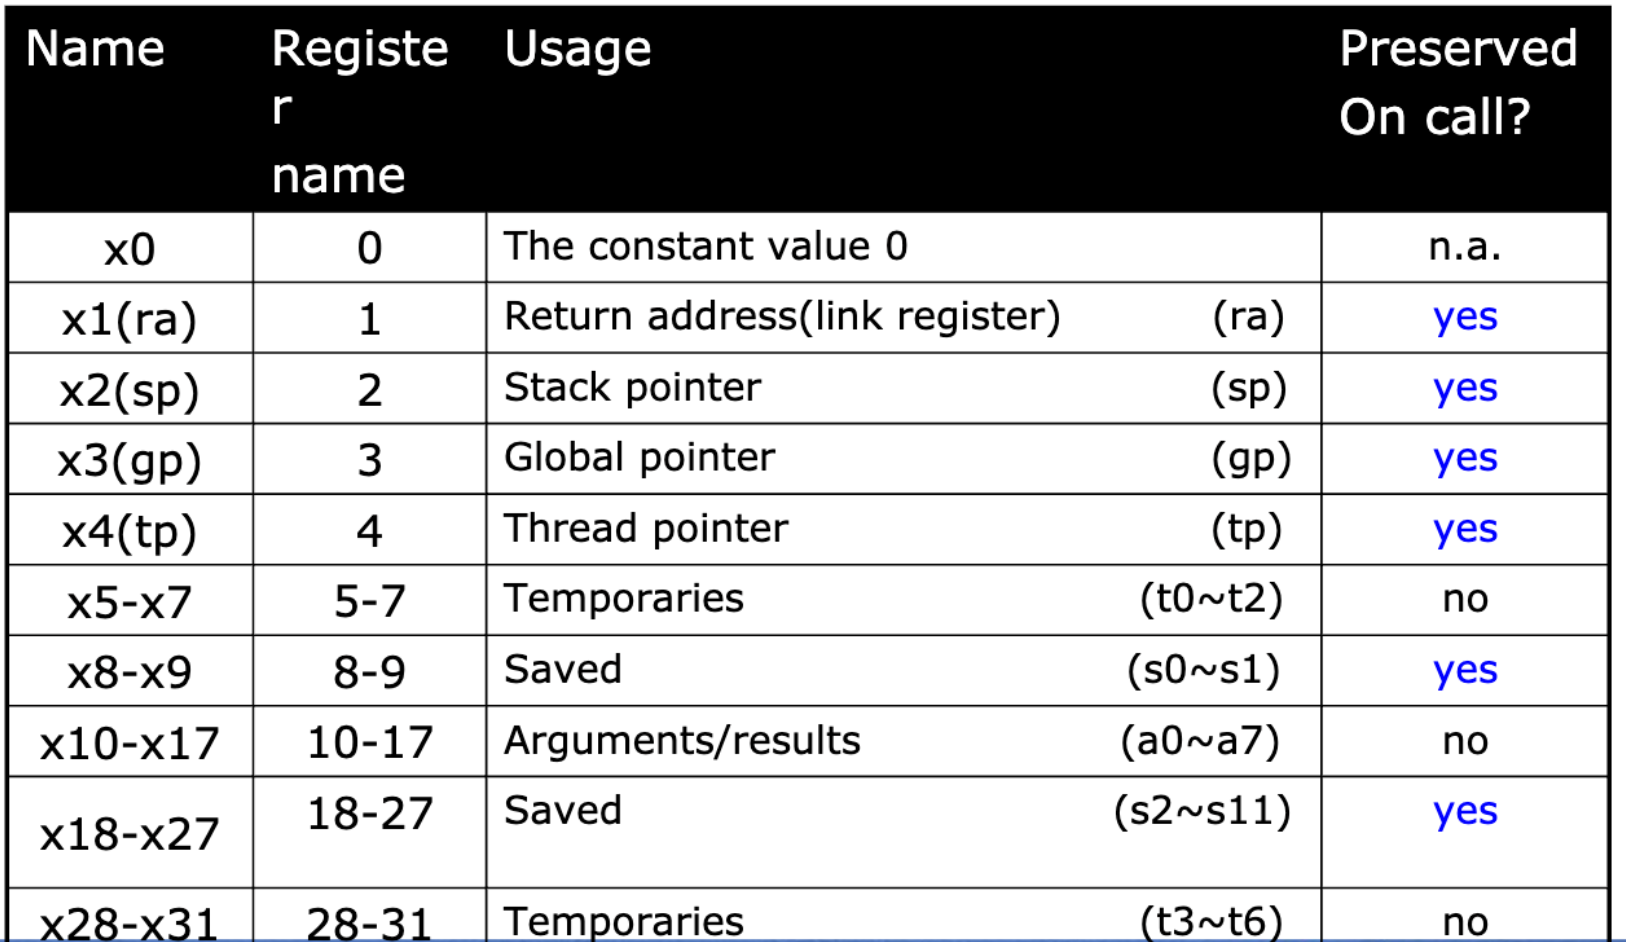 Name Registe Usage Preserved
r On call?
name
x0 0 The constant value 0 n.a.
x1(ra) 1 Return address(link register) (ra) yes
x2(sp) 2 Stack pointer (sp) yes
x3(gp) 3 Global pointer (gp) yes
x4(tp) 4 Thread pointer (tp) yes
x5-x7 5-7 Temporaries (t0~t2) no
x8-x9 8-9 Saved (s0~s1) yes
x10-x17 10-17 Arguments/results (a0~a7) no
x18-x27 18-27 Saved (s2~s11) yes
x28-x31 28-31 Temporaries (t3~t6) no